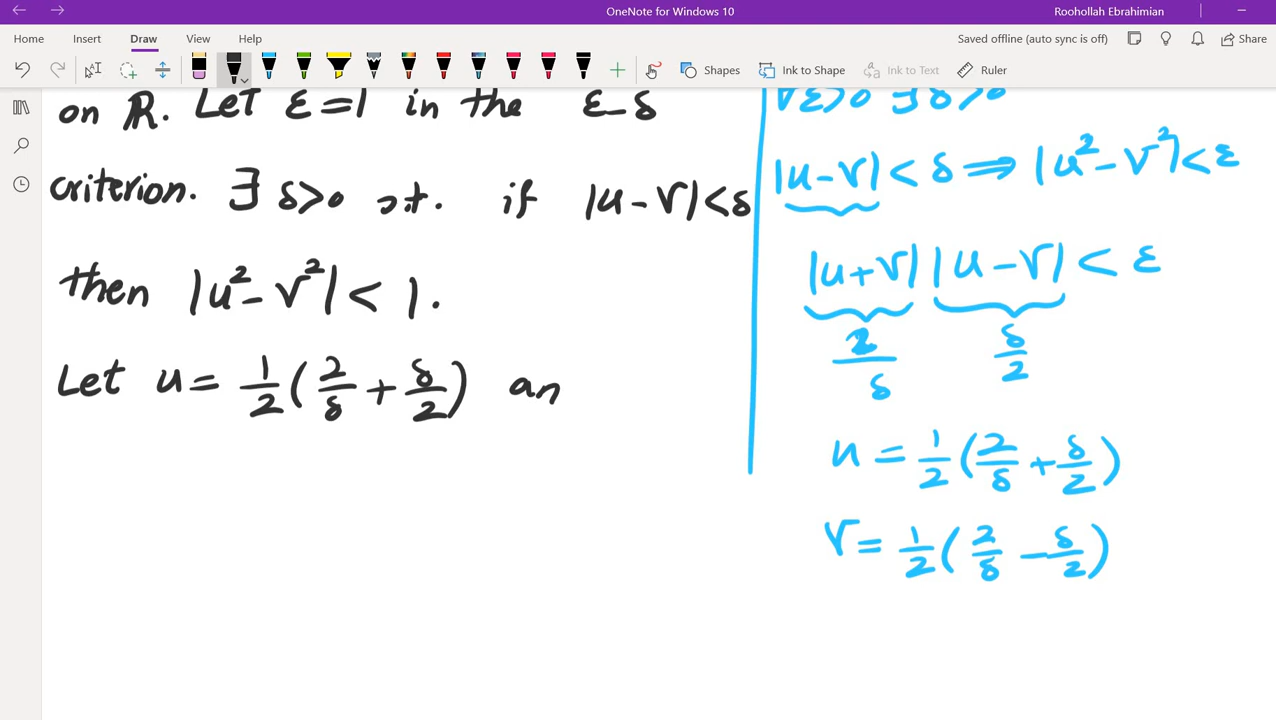 OneNote for Windows 10
Roohollah Ebrahimian
Home Insert Draw View Help
Saved offline (auto sync is off)
Share
Shapes Ink to Shape Ink to Text Ruler
on ℝ. Let ε=1 in the ε-δ
criterion. ∃ δ>0 s.t. if |u-v|<δ
then |u²-v²| < 1.
Let u = 1/2 (2/δ + δ/2) an
∀ε>0 ∃ δ>0
|u-v| < δ ⟹ |u²-v²| < ε
|u+v| |u-v| < ε
2/δ δ/2
u = 1/2 (2/δ + δ/2)
v = 1/2 (2/δ - δ/2)